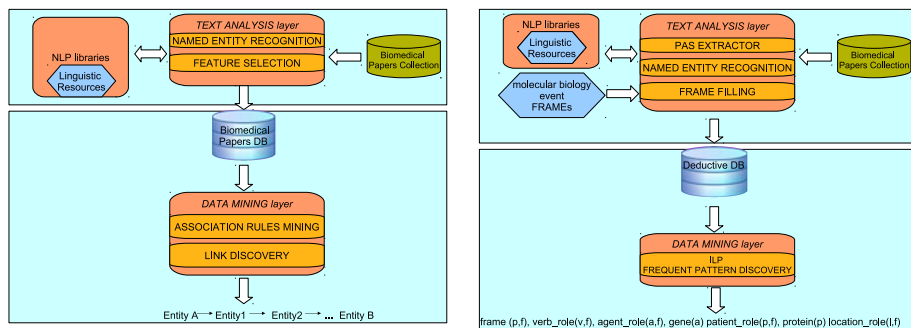 TEXT ANALYSIS layer
NAMED ENTITY RECOGNITION
FEATURE SELECTION
NLP libraries
Linguistic
Resources
Biomedical
Papers Collection
Biomedical
Papers DB
DATA MINING layer
ASSOCIATION RULES MINING
LINK DISCOVERY
Entity A Entity1 Entity2 ... Entity B
TEXT ANALYSIS layer
PAS EXTRACTOR
NAMED ENTITY RECOGNITION
FRAME FILLING
NLP libraries
Linguistic
Resources
molecular biology
event
FRAMEs
Biomedical
Papers Collection
Deductive DB
DATA MINING layer
ILP
FREQUENT PATTERN DISCOVERY
frame (p,f), verb_role(v,f), agent_role(a,f), gene(a) patient_role(p,f), protein(p) location_role(l,f)